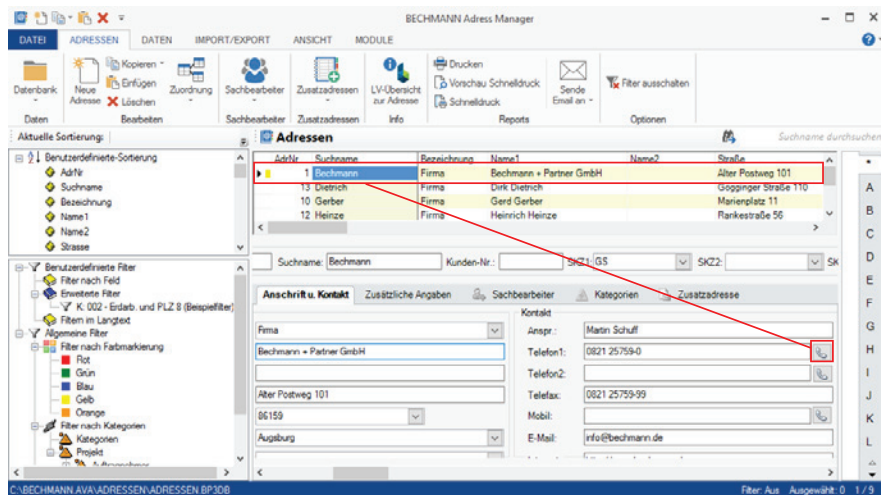 BECHMANN Adress Manager
DATEI ADRESSEN DATEN IMPORT/EXPORT ANSICHT MODULE
Datenbank
Neue Adresse
Kopieren
Einfügen
Löschen
Zuordnung
Sachbearbeiter
Zusatzadressen
LV-Übersicht zur Adresse
Drucken
Vorschau Schnelldruck
Schnelldruck
Sende Email an
Filter ausschalten
Daten Bearbeiten Sachbearbeiter Zusatzadressen Info Reports Optionen
Aktuelle Sortierung:
Benutzerdefinierte-Sortierung
AdrNr
Suchname
Bezeichnung
Name1
Name2
Strasse
Benutzerdefinierte Filter
Filter nach Feld
Erweiterte Filter
K: 002 - Erdarb. und PLZ 8 (Beispielfilter)
Filtern im Langtext
Allgemeine Filter
Filter nach Farbmarkierung
Rot
Grün
Blau
Gelb
Orange
Filter nach Kategorien
Kategorien
Projekt
Auftragnehmer
Adressen Suchname durchsuchen
AdrNr Suchname Bezeichnung Name1 Name2 Straße
1 Bechmann Firma Bechmann + Partner GmbH Alter Postweg 101
13 Dietrich Firma Dirk Dietrich Gögginger Straße 110
10 Gerber Firma Gerd Gerber Marienplatz 11
12 Heinze Firma Heinrich Heinze Rankestraße 56
Suchname: Bechmann Kunden-Nr.: SKZ1: GS SKZ2: SK
Anschrift u. Kontakt Zusätzliche Angaben Sachbearbeiter Kategorien Zusatzadresse
Firma
Bechmann + Partner GmbH
Alter Postweg 101
86159
Augsburg
Kontakt
Anspr.: Martin Schuff
Telefon1: 0821 25759-0
Telefon2:
Telefax: 0821 25759-99
Mobil:
E-Mail: info@bechmann.de
*
A
B
C
D
E
F
G
H
I
J
K
L
C:\BECHMANN.AVA\ADRESSEN\ADRESSEN.BP3DB Filter: Aus Ausgewählt: 0 1 / 9